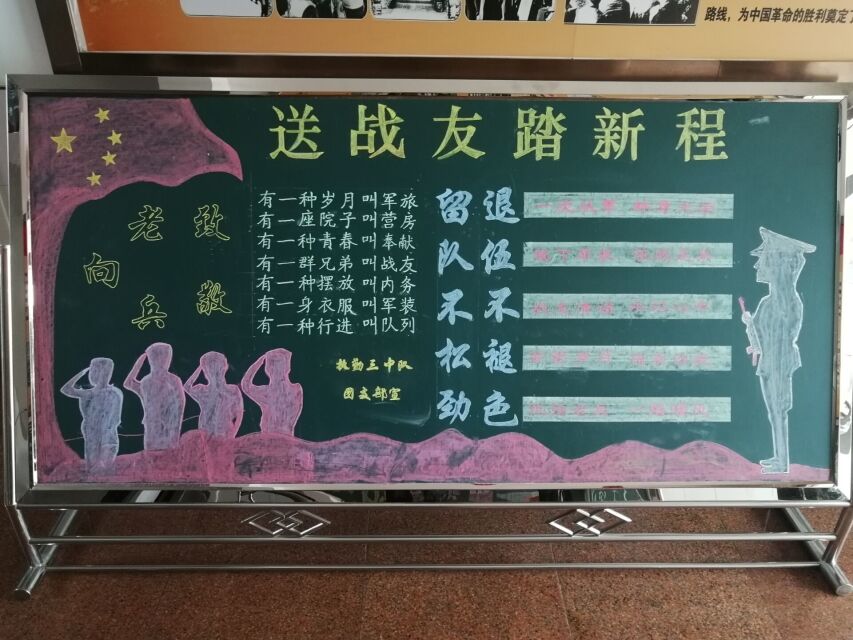 路线，为中国革命的胜利奠定了
送战友踏新程
向老兵致敬
有一种岁月叫军旅
有一座院子叫营房
有一种青春叫奉献
有一群兄弟叫战友
有一种摆放叫内务
有一身衣服叫军装
有一种行进叫队列
执勤三中队
团支部宣
退伍不褪色
留队不松劲